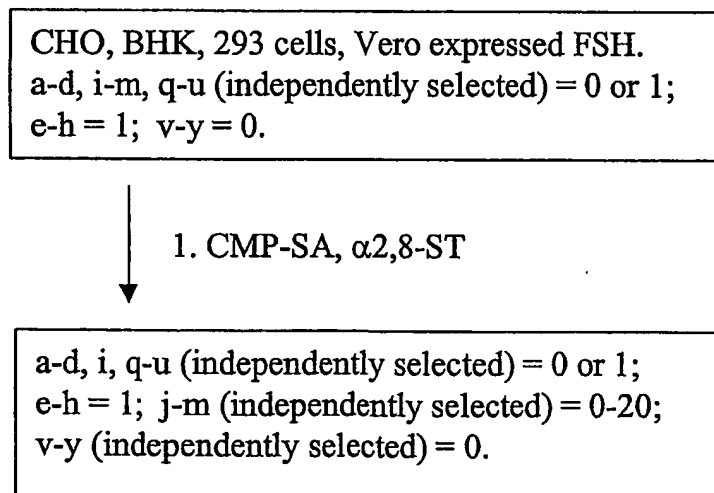 CHO, BHK, 293 cells, Vero expressed FSH.
a-d, i-m, q-u (independently selected) = 0 or 1;
e-h = 1; v-y = 0.
1. CMP-SA, α2,8-ST
a-d, i, q-u (independently selected) = 0 or 1;
e-h = 1; j-m (independently selected) = 0-20;
v-y (independently selected) = 0.